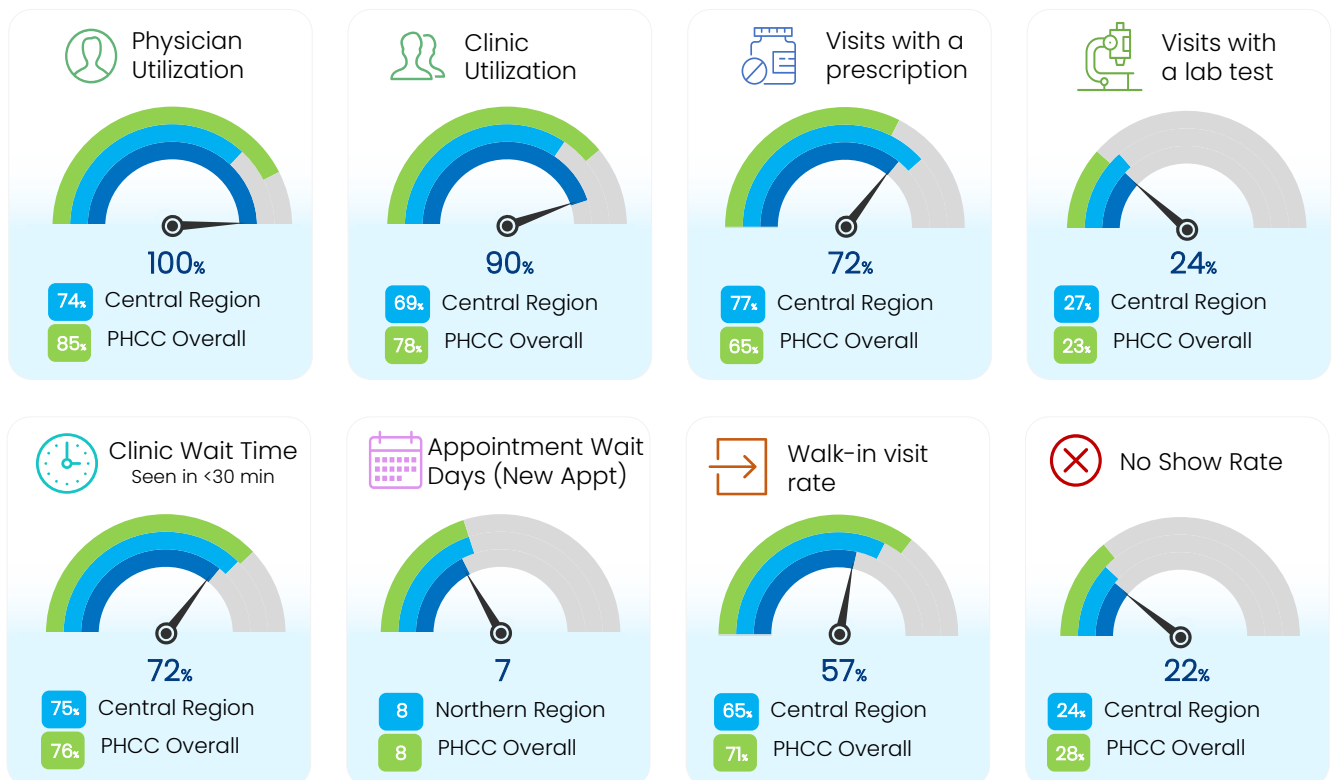 Physician
Utilization
100%
74% Central Region
85% PHCC Overall
Clinic
Utilization
90%
69% Central Region
78% PHCC Overall
Visits with a
prescription
72%
77% Central Region
65% PHCC Overall
Visits with
a lab test
24%
27% Central Region
23% PHCC Overall
Clinic Wait Time
Seen in <30 min
72%
75% Central Region
76% PHCC Overall
Appointment Wait
Days (New Appt)
7
8 Northern Region
8 PHCC Overall
Walk-in visit
rate
57%
65% Central Region
71% PHCC Overall
No Show Rate
22%
24% Central Region
28% PHCC Overall